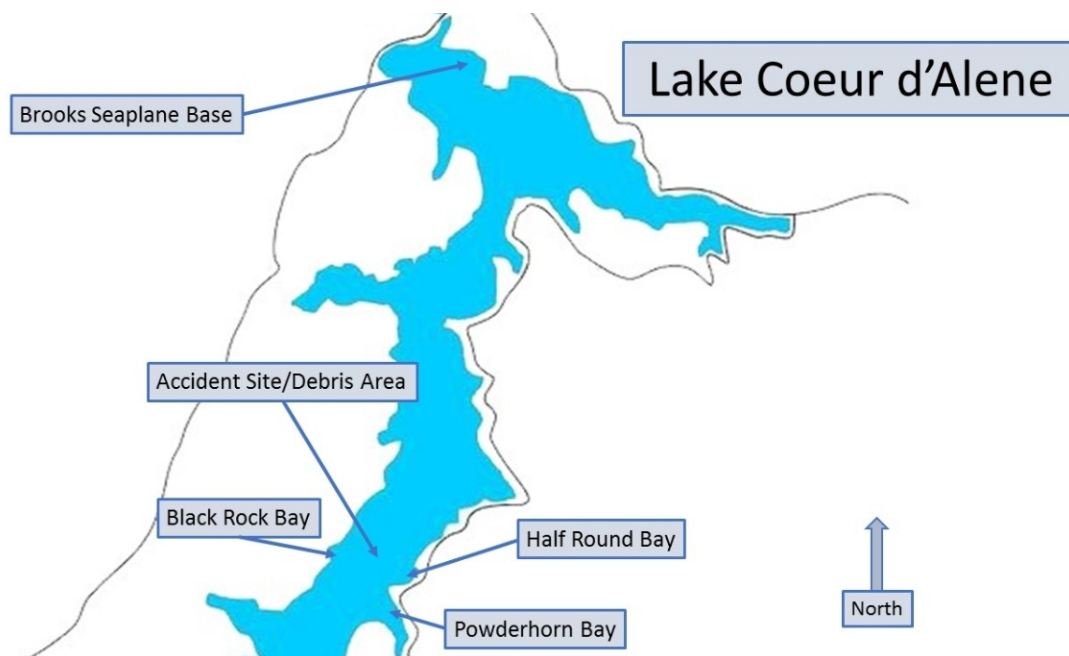 Lake Coeur d'Alene
Brooks Seaplane Base
Accident Site/Debris Area
Black Rock Bay
Half Round Bay
North
Powderhorn Bay